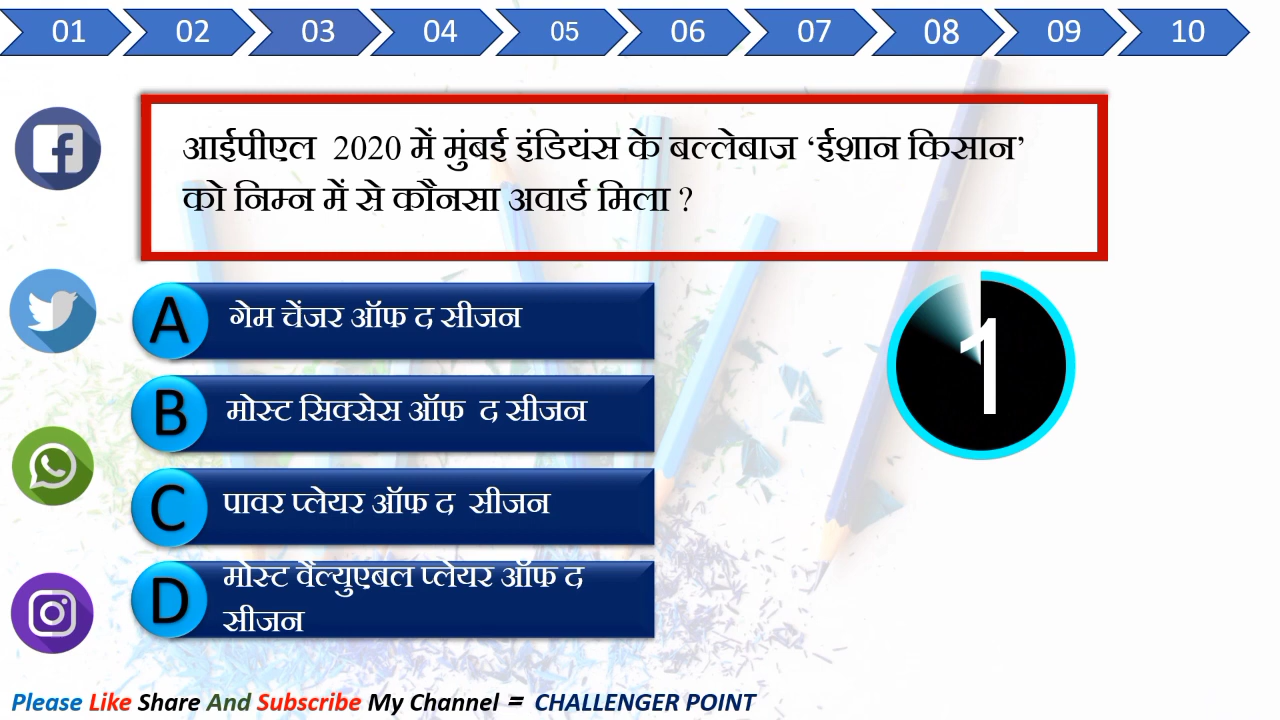 01 02 03 04 05 06 07 08 09 10
आईपीएल 2020 में मुंबई इंडियंस के बल्लेबाज ‘ईशान किसान’
को निम्न में से कौनसा अवार्ड मिला ?
A गेम चेंजर ऑफ द सीजन
1
B मोस्ट सिक्सेस ऑफ द सीजन
C पावर प्लेयर ऑफ द सीजन
D मोस्ट वैल्युएबल प्लेयर ऑफ द
सीजन
Please Like Share And Subscribe My Channel = CHALLENGER POINT